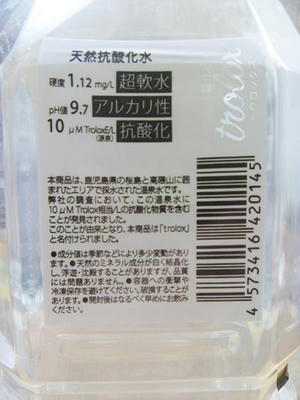 天然抗酸化水
硬度 1.12 mg/L 超軟水
pH値 9.7 アルカリ性
10 μM TroloxE/L (源泉) 抗酸化
trolox
トロロックス
本商品は、鹿児島県の桜島と高隈山に囲
まれたエリアで採水された温泉水です。
弊社の調査において、この温泉水に
10μM Trolox相当/Lの抗酸化物質を含む
ことが発見されました。
このことが由来となり、本商品は「trolox」
と名付けられました。
●成分値は季節などにより多少変動があり
ます。●天然のミネラル成分が白く結晶化
し、浮遊・沈殿することがありますが、品質
には問題ありません。●容器への衝撃や
冷凍保存を避けてください。破損することが
あります。●開封後はなるべく早めにお飲み
ください。
4 573416 420145